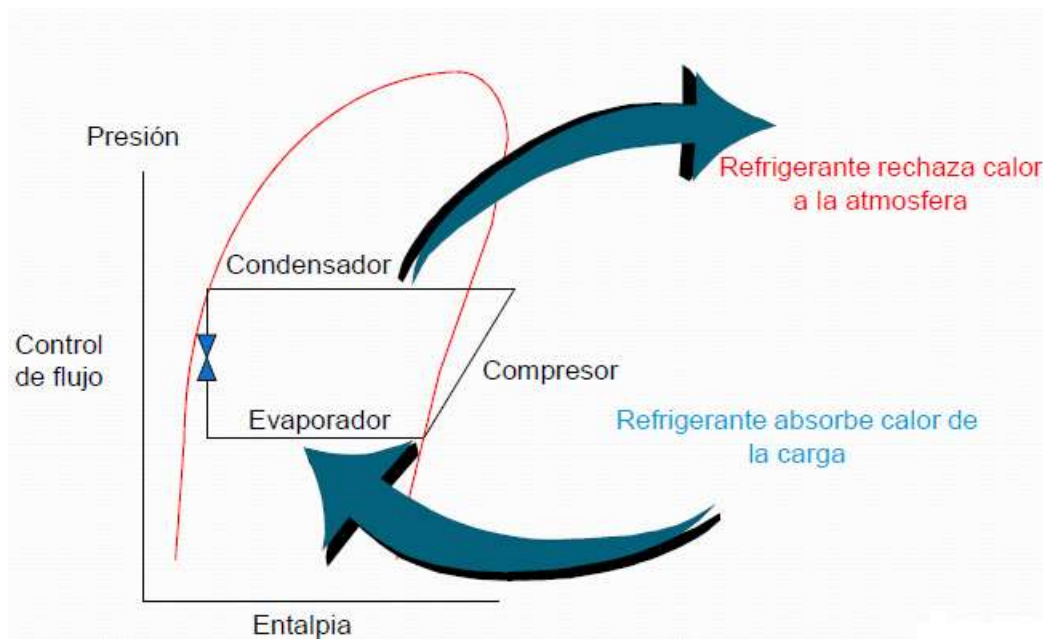 Presión
Refrigerante rechaza calor
a la atmosfera
Condensador
Control
de flujo
Compresor
Evaporador
Refrigerante absorbe calor de
la carga
Entalpia